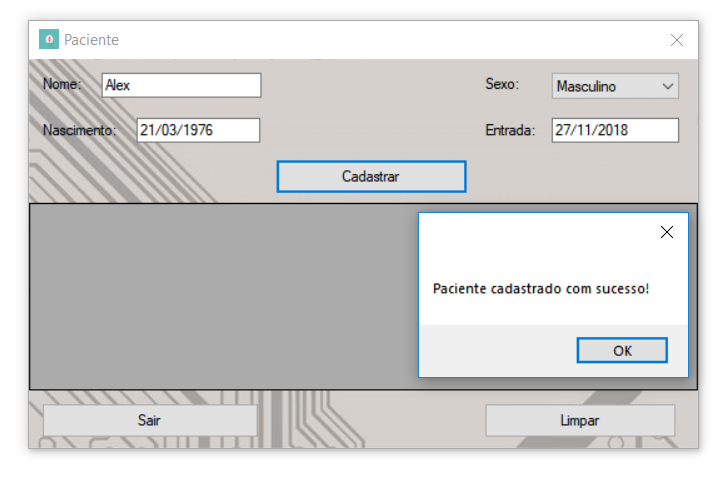 Paciente
Nome: Alex Sexo: Masculino
Nascimento: 21/03/1976 Entrada: 27/11/2018
Cadastrar
Paciente cadastrado com sucesso!
OK
Sair Limpar